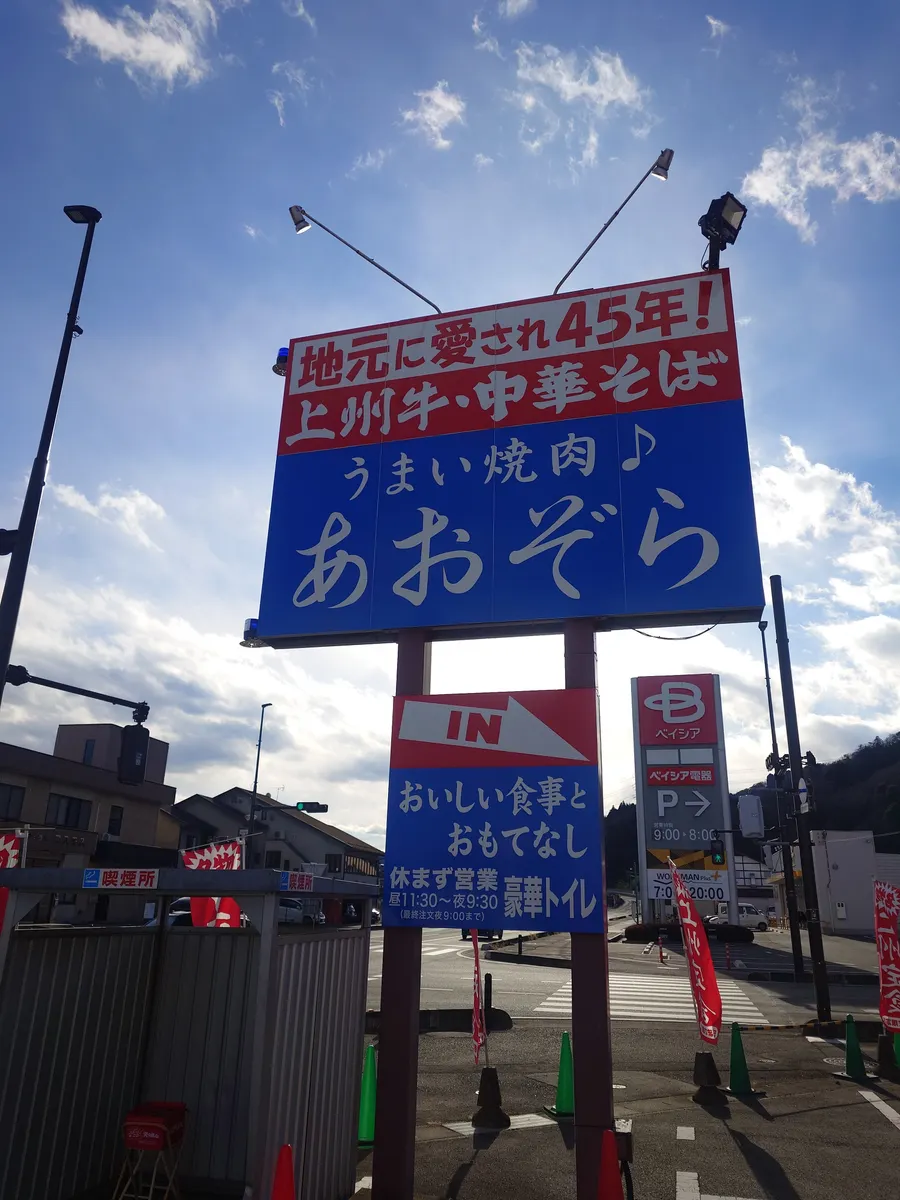 地元に愛され45年!
上州牛・中華そば
うまい焼肉♪
あおぞら
IN
おいしい食事と
おもてなし
休まず営業
昼11:30〜夜9:30
(最終注文夜9:00まで)
豪華トイレ
ベイシア
ベイシア電器
P→
9:00-8:00
WORKMAN Plus+
7:00 20:00
喫煙所
喫煙所